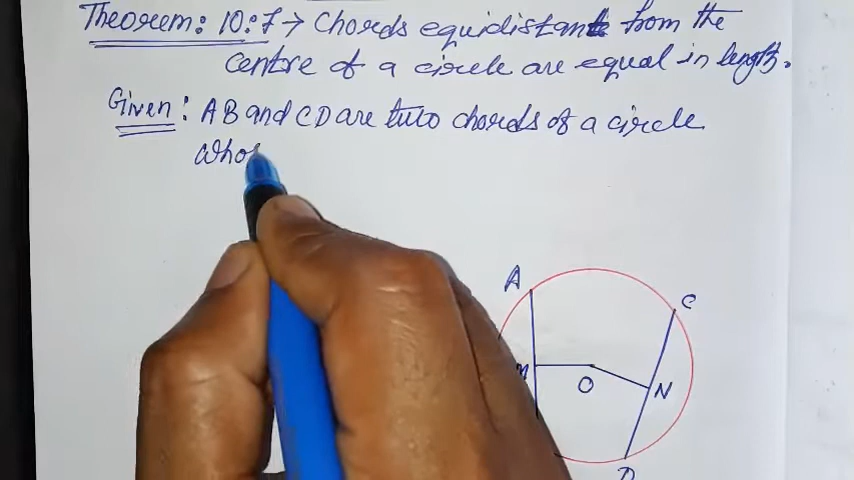 Theorem: 10:7→ Chords equidistant from the
centre of a circle are equal in length.
Given: AB and CD are two chords of a circle
Who
A
C
M
O
N
D